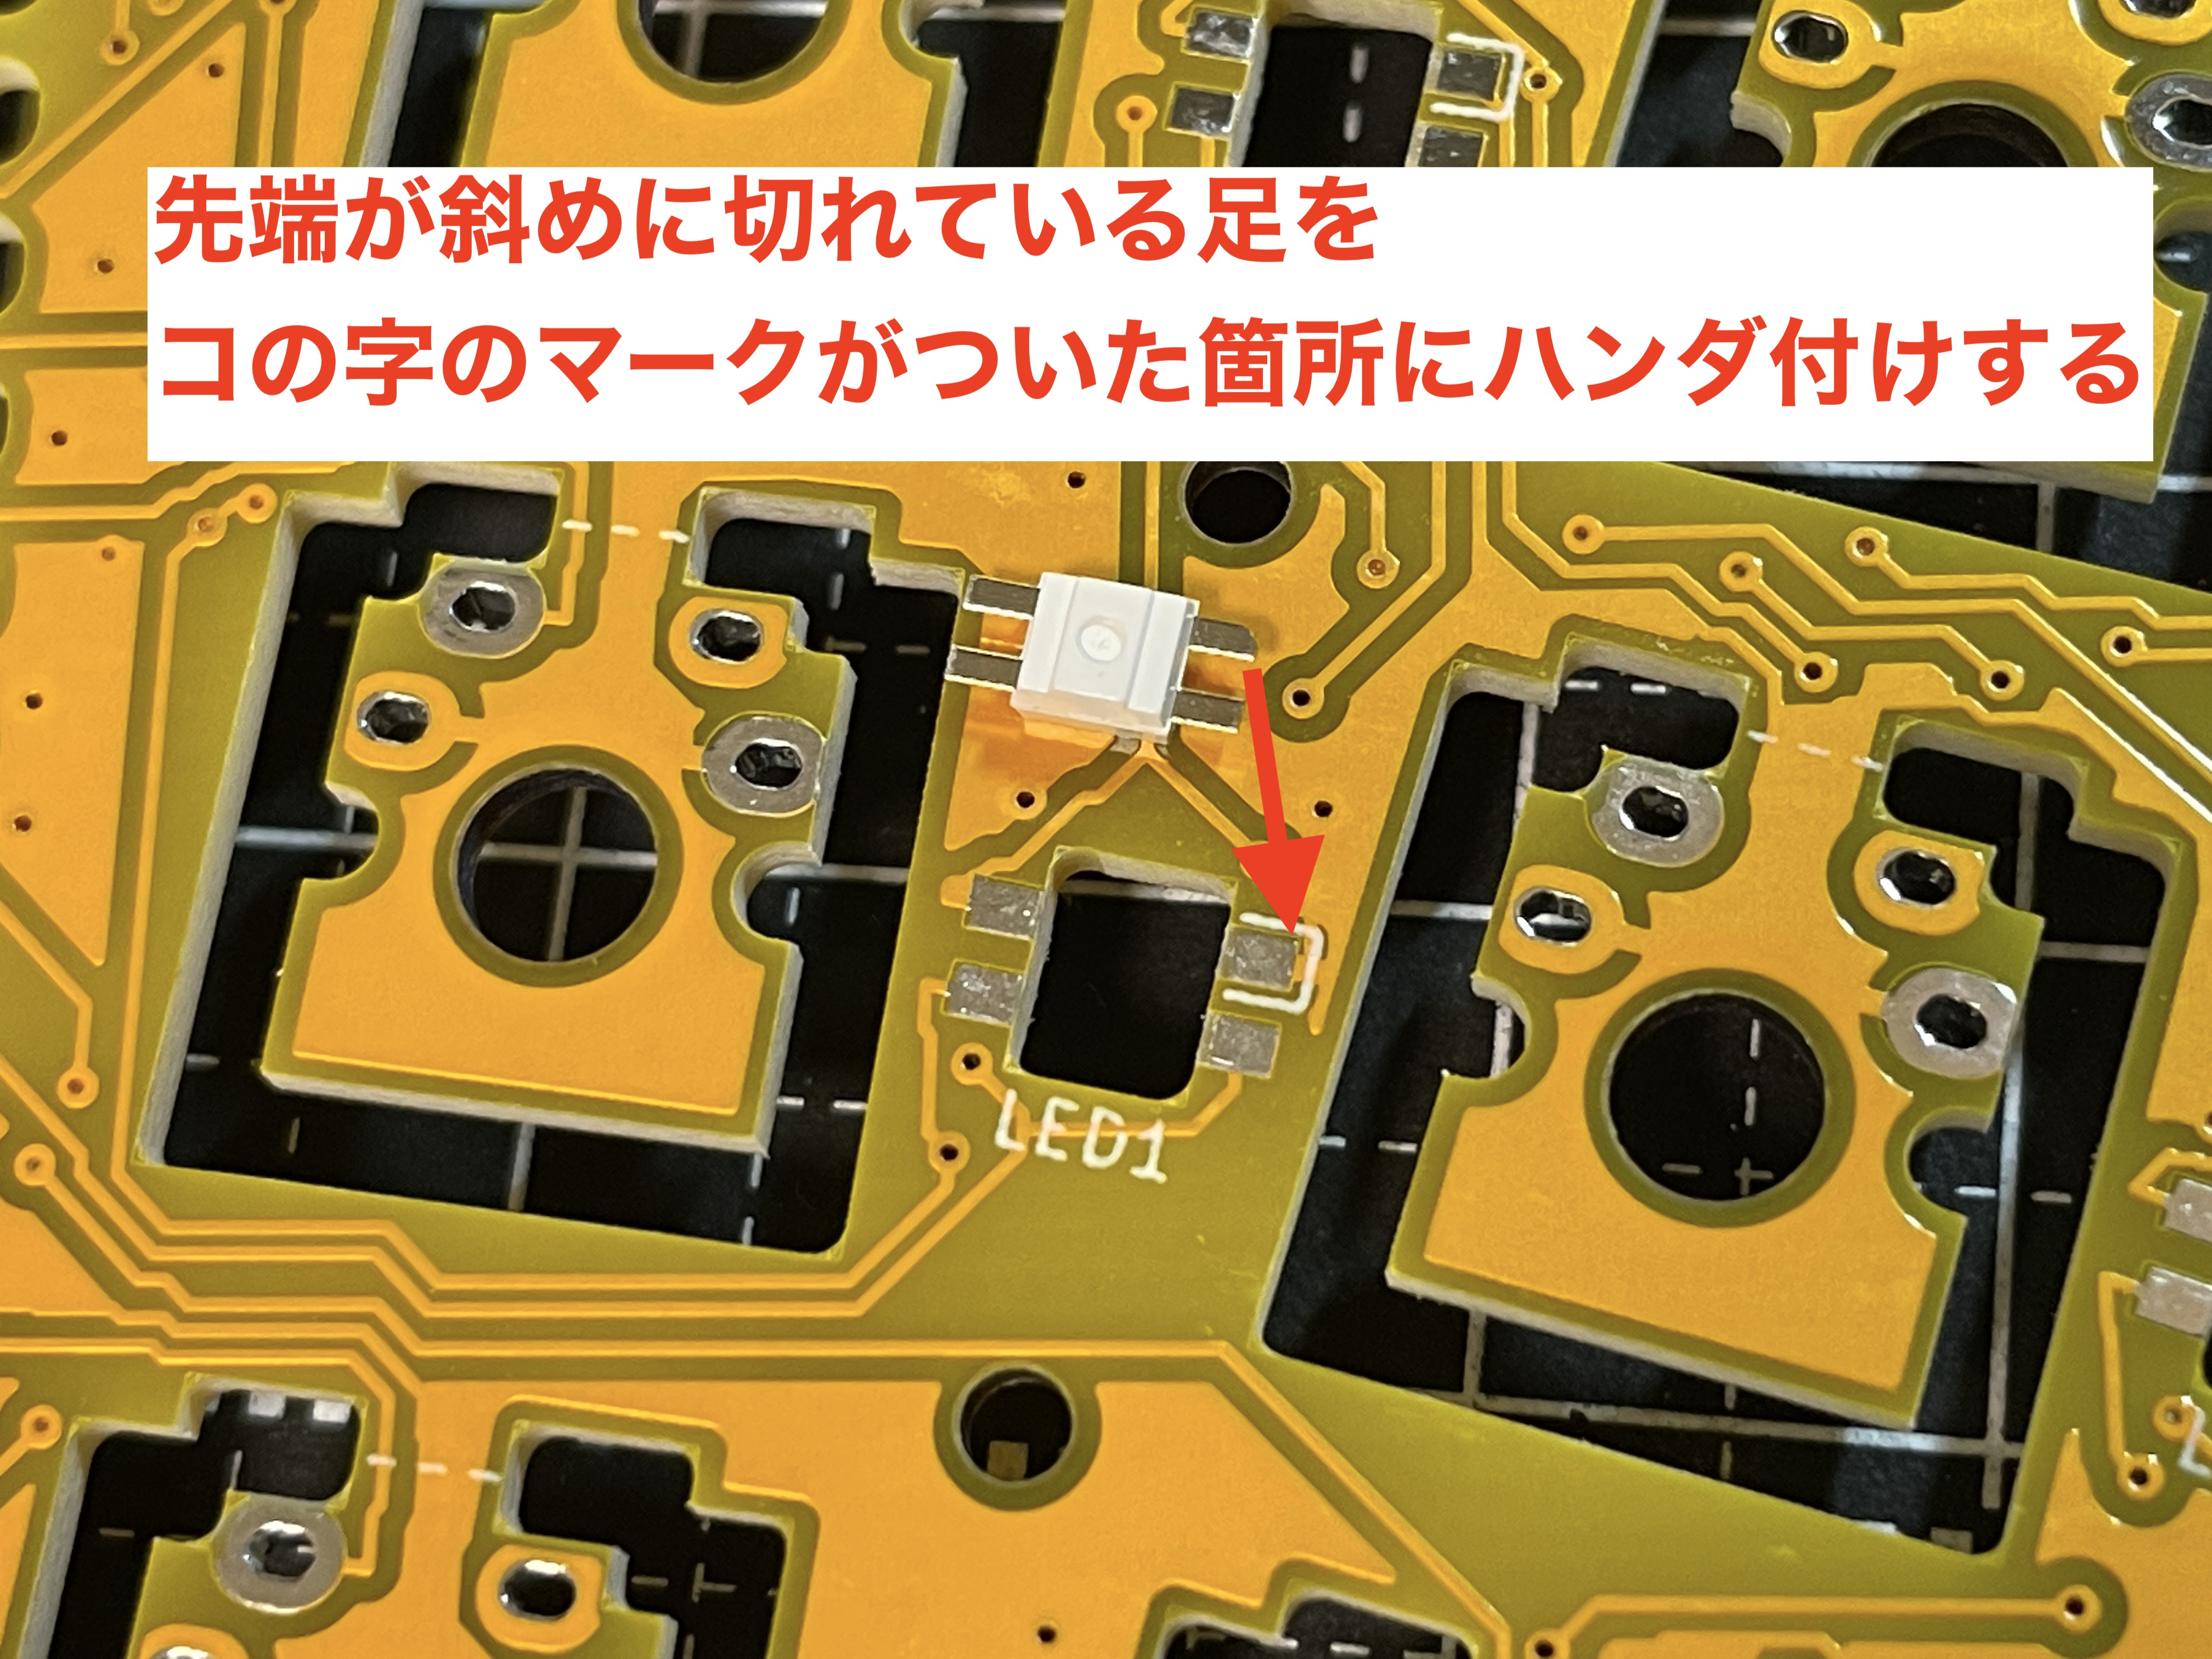 先端が斜めに切れている足を
コの字のマークがついた箇所にハンダ付けする
LED1